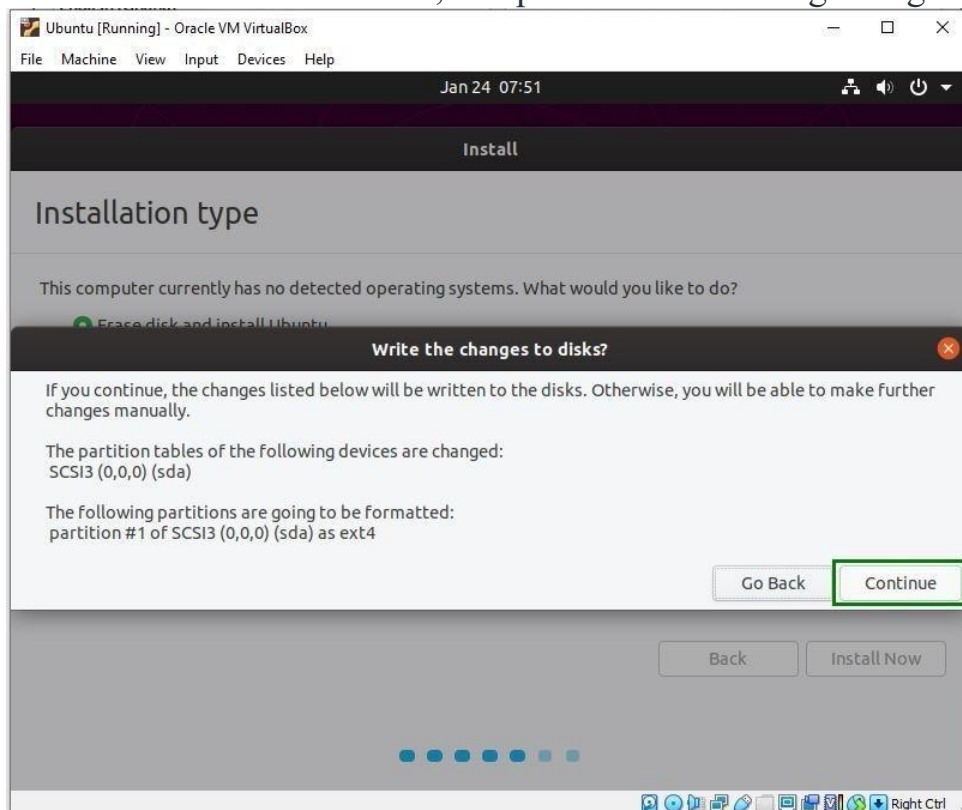 Ubuntu [Running] - Oracle VM VirtualBox
File Machine View Input Devices Help
Jan 24 07:51
Install
Installation type
This computer currently has no detected operating systems. What would you like to do?
Erase disk and install Ubuntu
Write the changes to disks?
If you continue, the changes listed below will be written to the disks. Otherwise, you will be able to make further
changes manually.
The partition tables of the following devices are changed:
SCSI3 (0,0,0) (sda)
The following partitions are going to be formatted:
partition #1 of SCSI3 (0,0,0) (sda) as ext4
Go Back Continue
Back Install Now
Right Ctrl